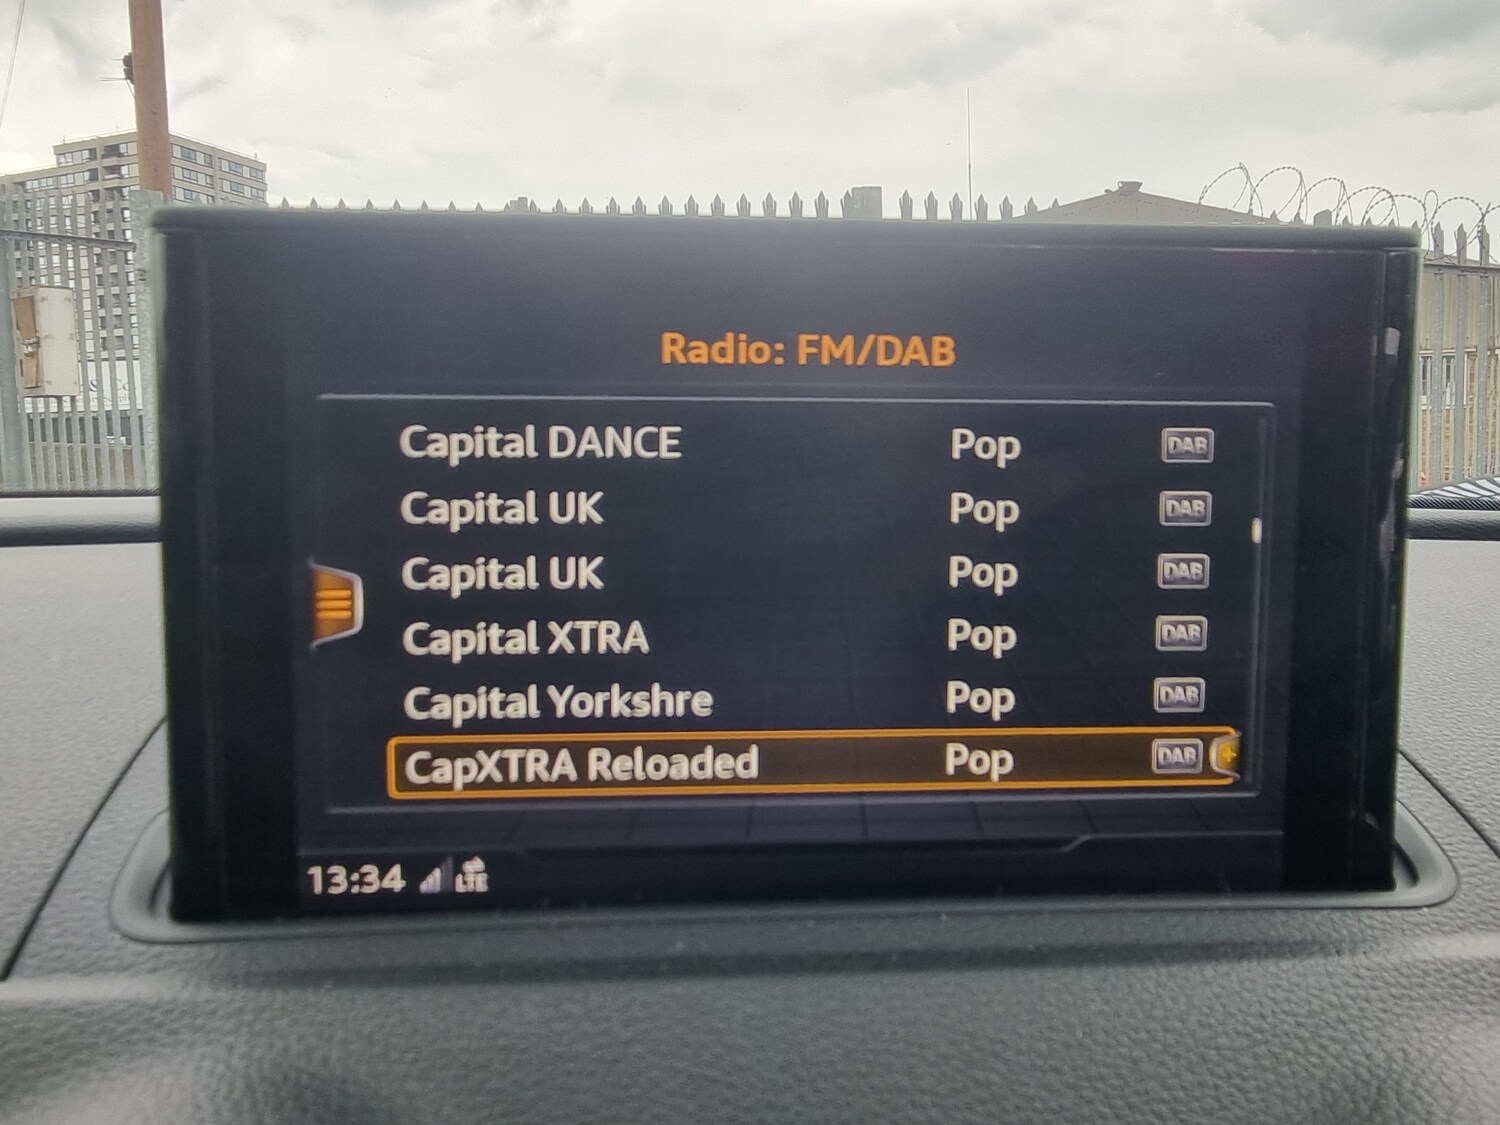 Radio: FM/DAB
Capital DANCE Pop DAB
Capital UK Pop DAB
Capital UK Pop DAB
Capital XTRA Pop DAB
Capital Yorkshre Pop DAB
CapXTRA Reloaded Pop DAB
13:34 LTE